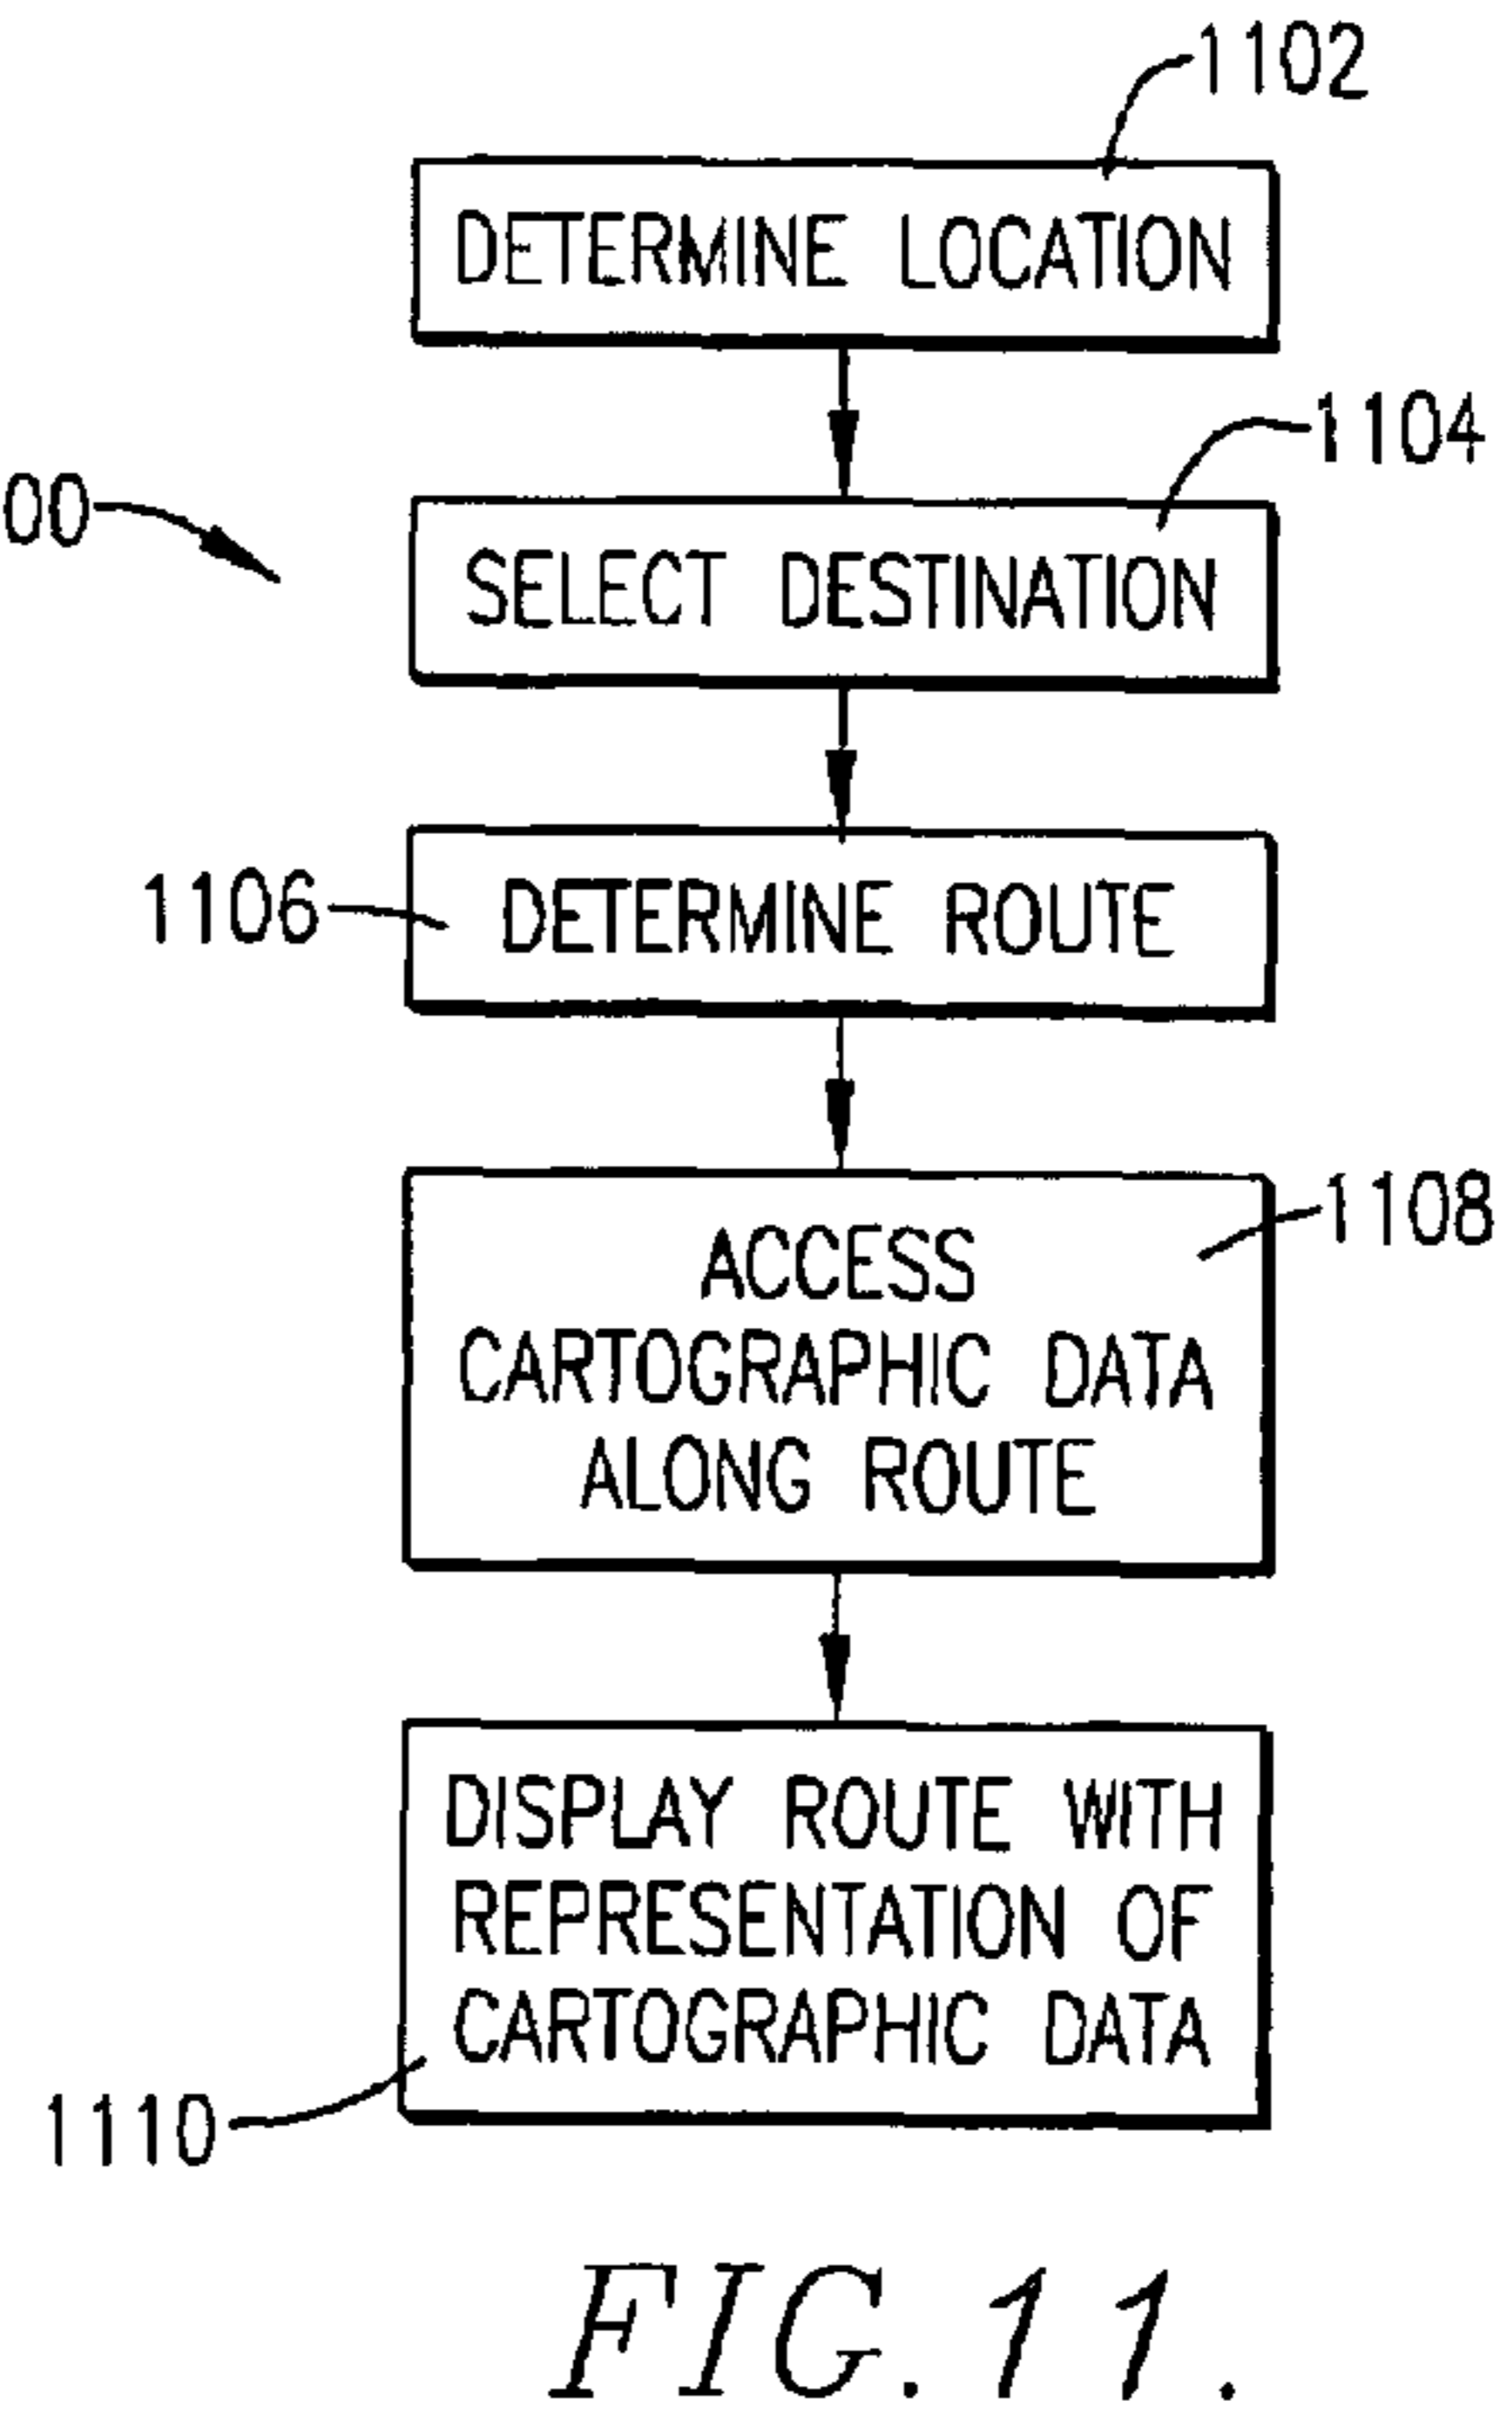 1102
DETERMINE LOCATION
1104
00
SELECT DESTINATION
1106
DETERMINE ROUTE
1108
ACCESS
CARTOGRAPHIC DATA
ALONG ROUTE
DISPLAY ROUTE WITH
REPRESENTATION OF
CARTOGRAPHIC DATA
1110
FIG.11.